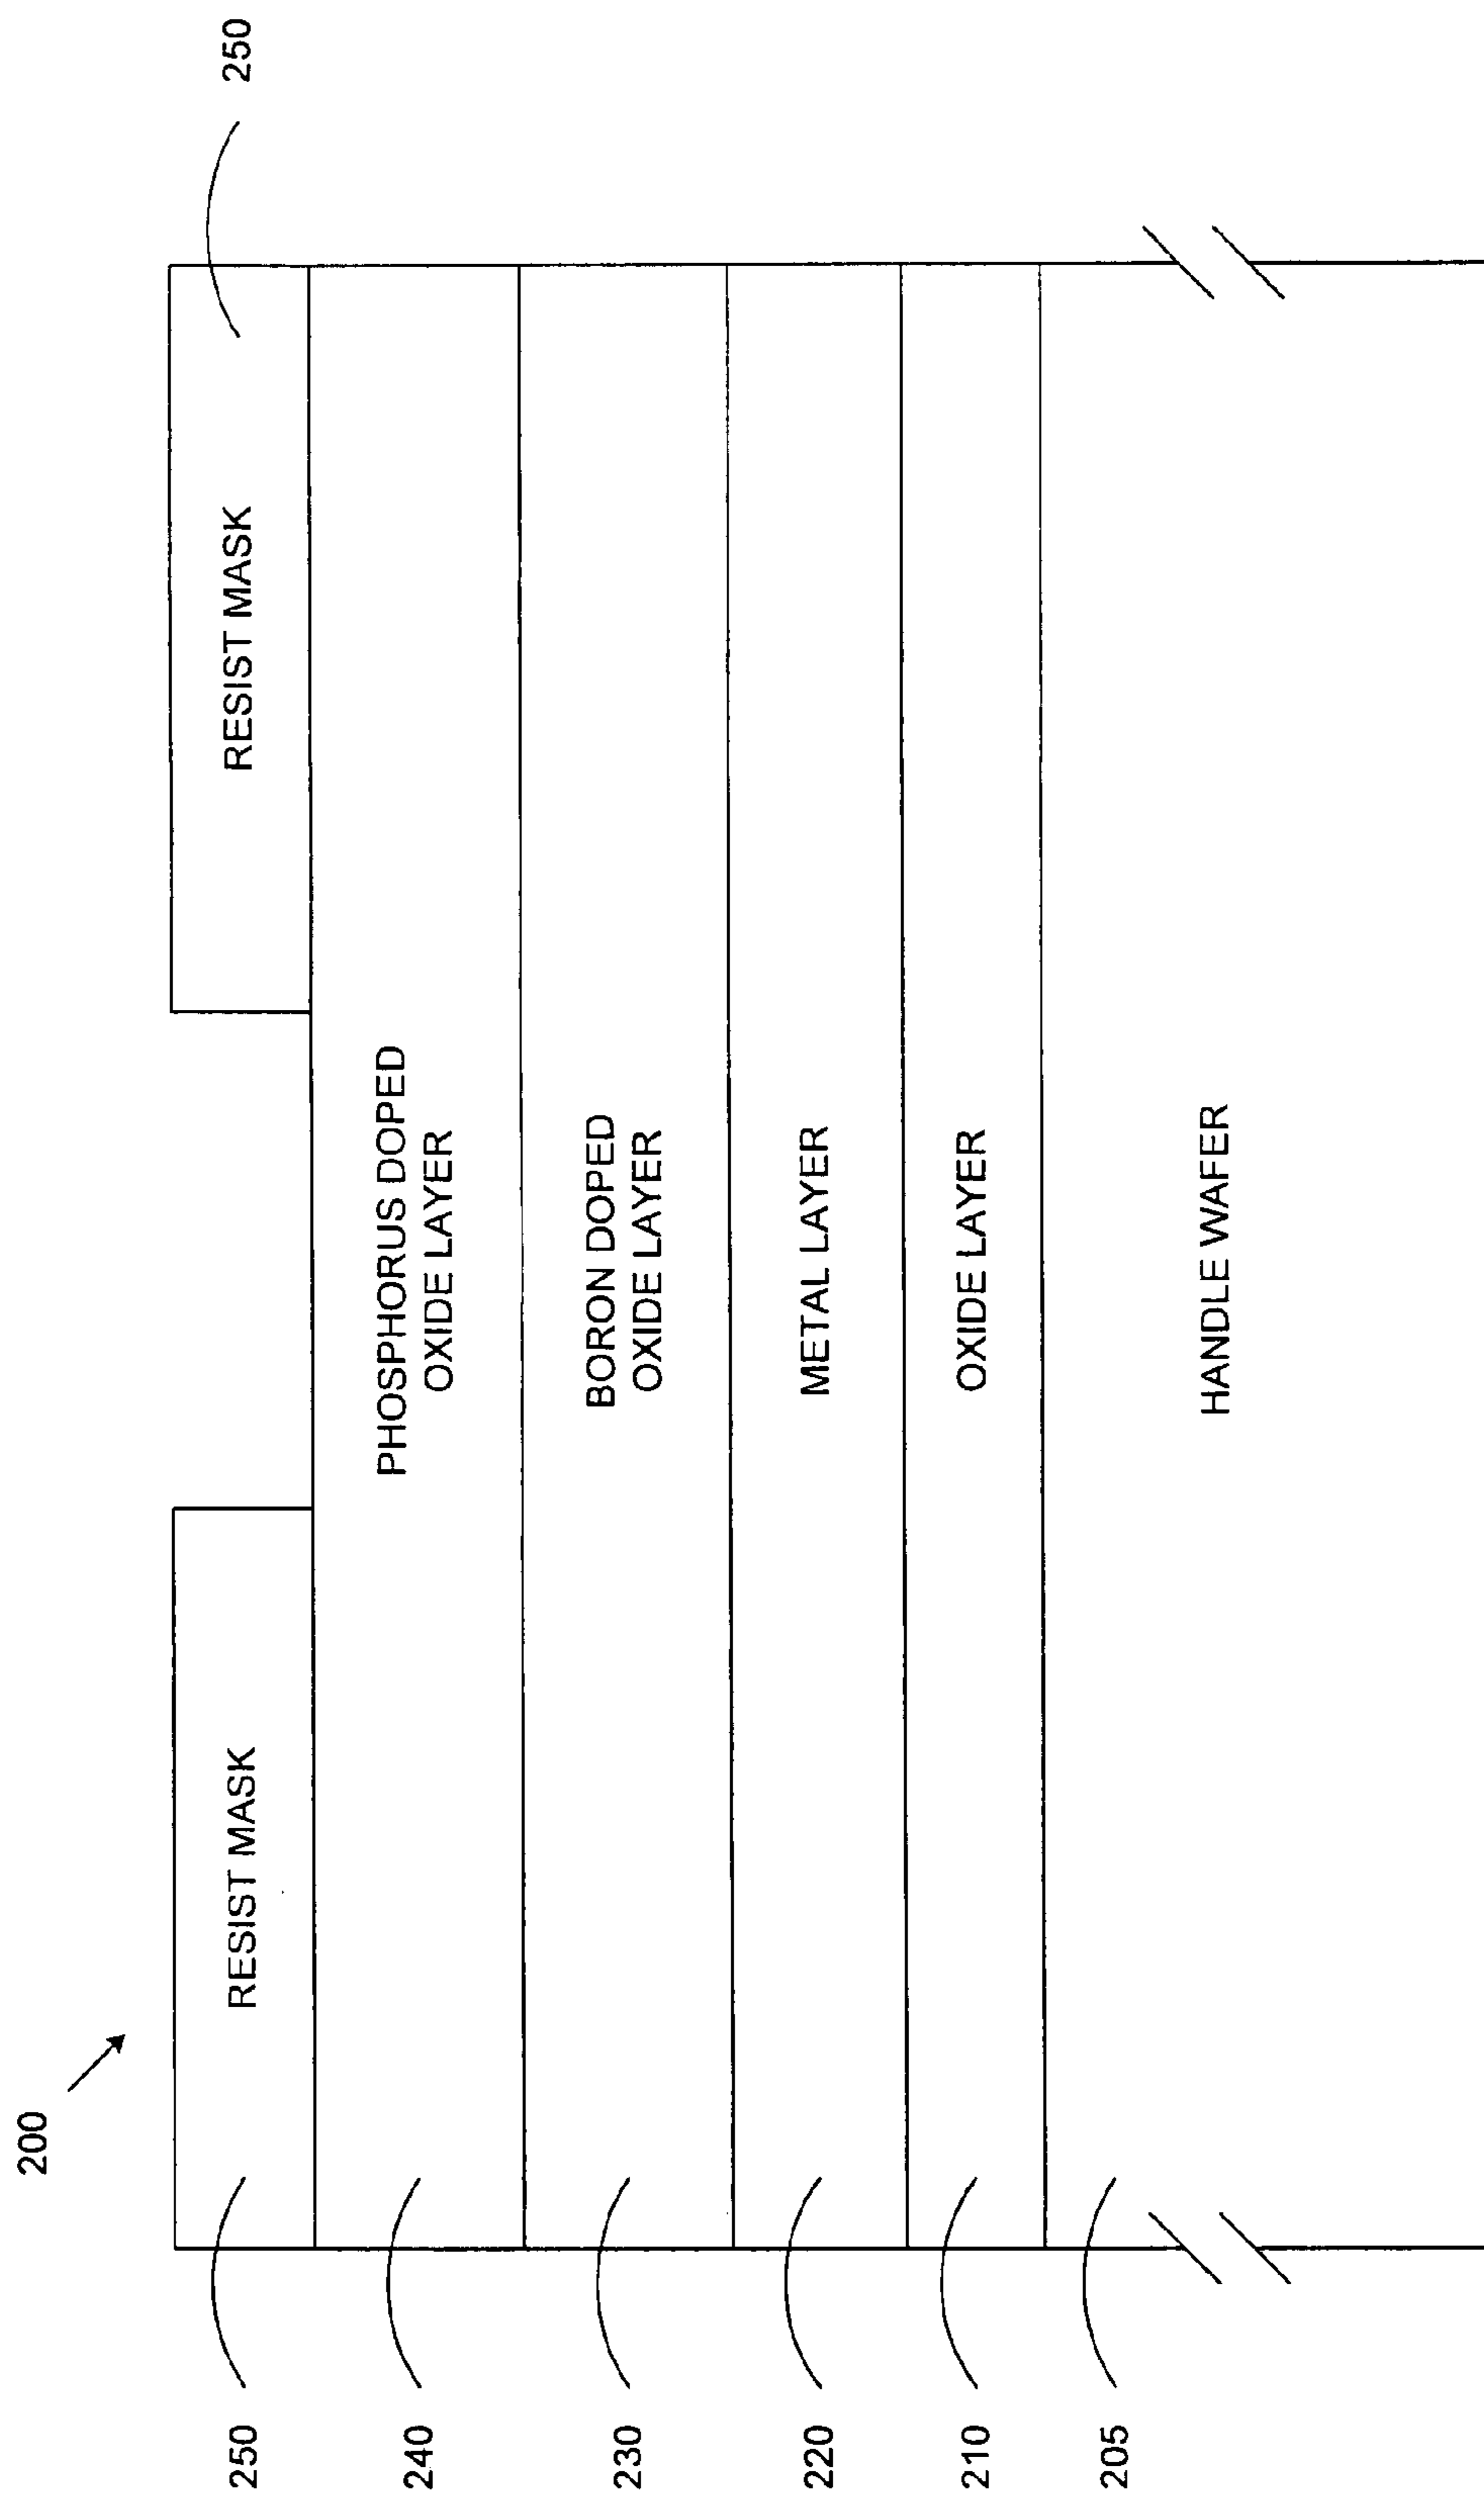 200
250
RESIST MASK
RESIST MASK
250
240
PHOSPHORUS DOPED
OXIDE LAYER
230
BORON DOPED
OXIDE LAYER
220
METAL LAYER
210
OXIDE LAYER
205
HANDLE WAFER